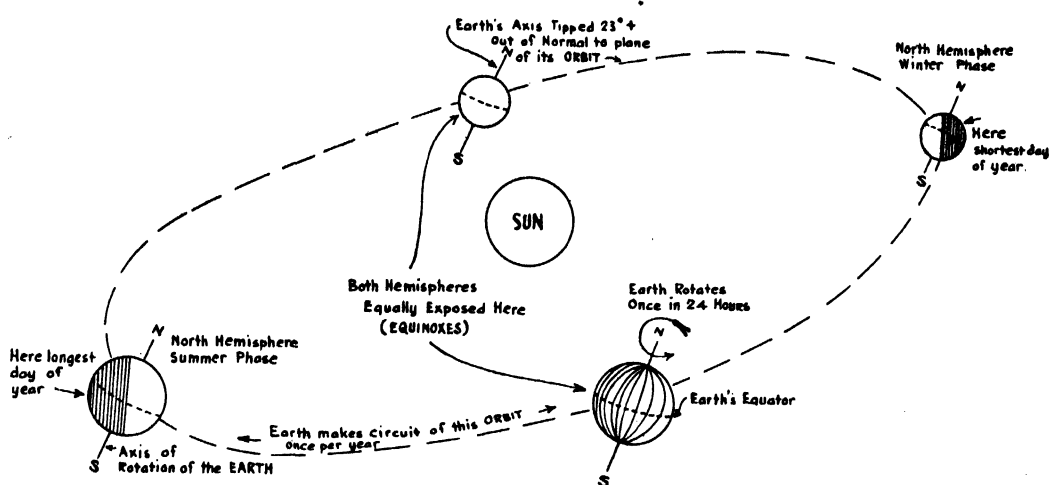 Earth's Axis Tipped 23°+
out of Normal to plane
of its ORBIT
N
S
North Hemisphere
Winter Phase
N
Here
shortest day
of year.
S
SUN
Both Hemispheres
Equally Exposed Here
(EQUINOXES)
Earth Rotates
Once in 24 HOURS
N
Earth's Equator
S
N
North Hemisphere
Summer Phase
Here longest
day of
year
S
Axis of
Rotation of the EARTH
Earth makes circuit of this ORBIT
once per year